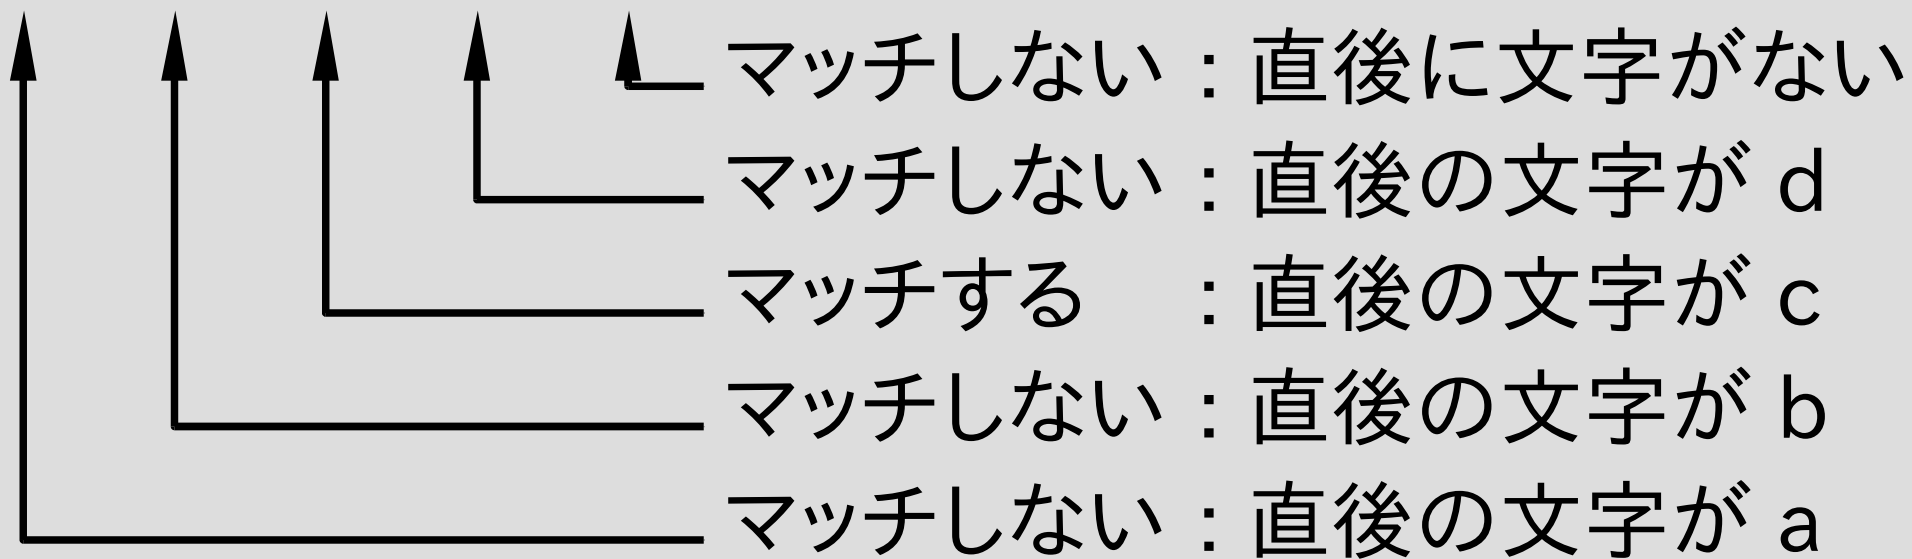 マッチしない：直後に文字がない
マッチしない：直後の文字が d
マッチする　：直後の文字が c
マッチしない：直後の文字が b
マッチしない：直後の文字が a